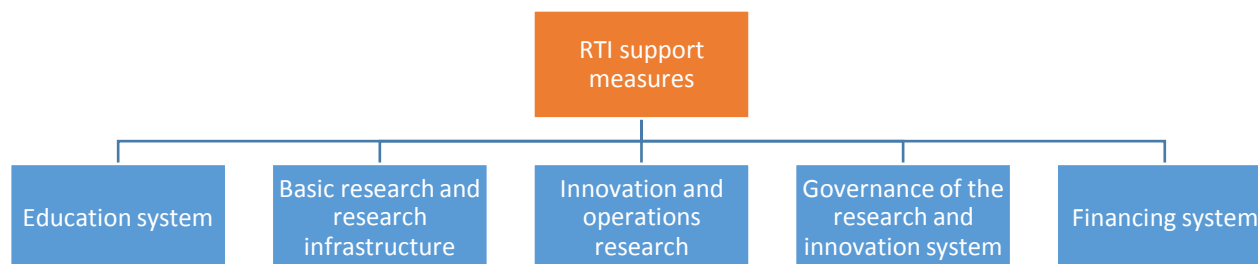 RTI support
measures
Education system
Basic research and
research
infrastructure
Innovation and
operations
research
Governance of the
research and
innovation system
Financing system